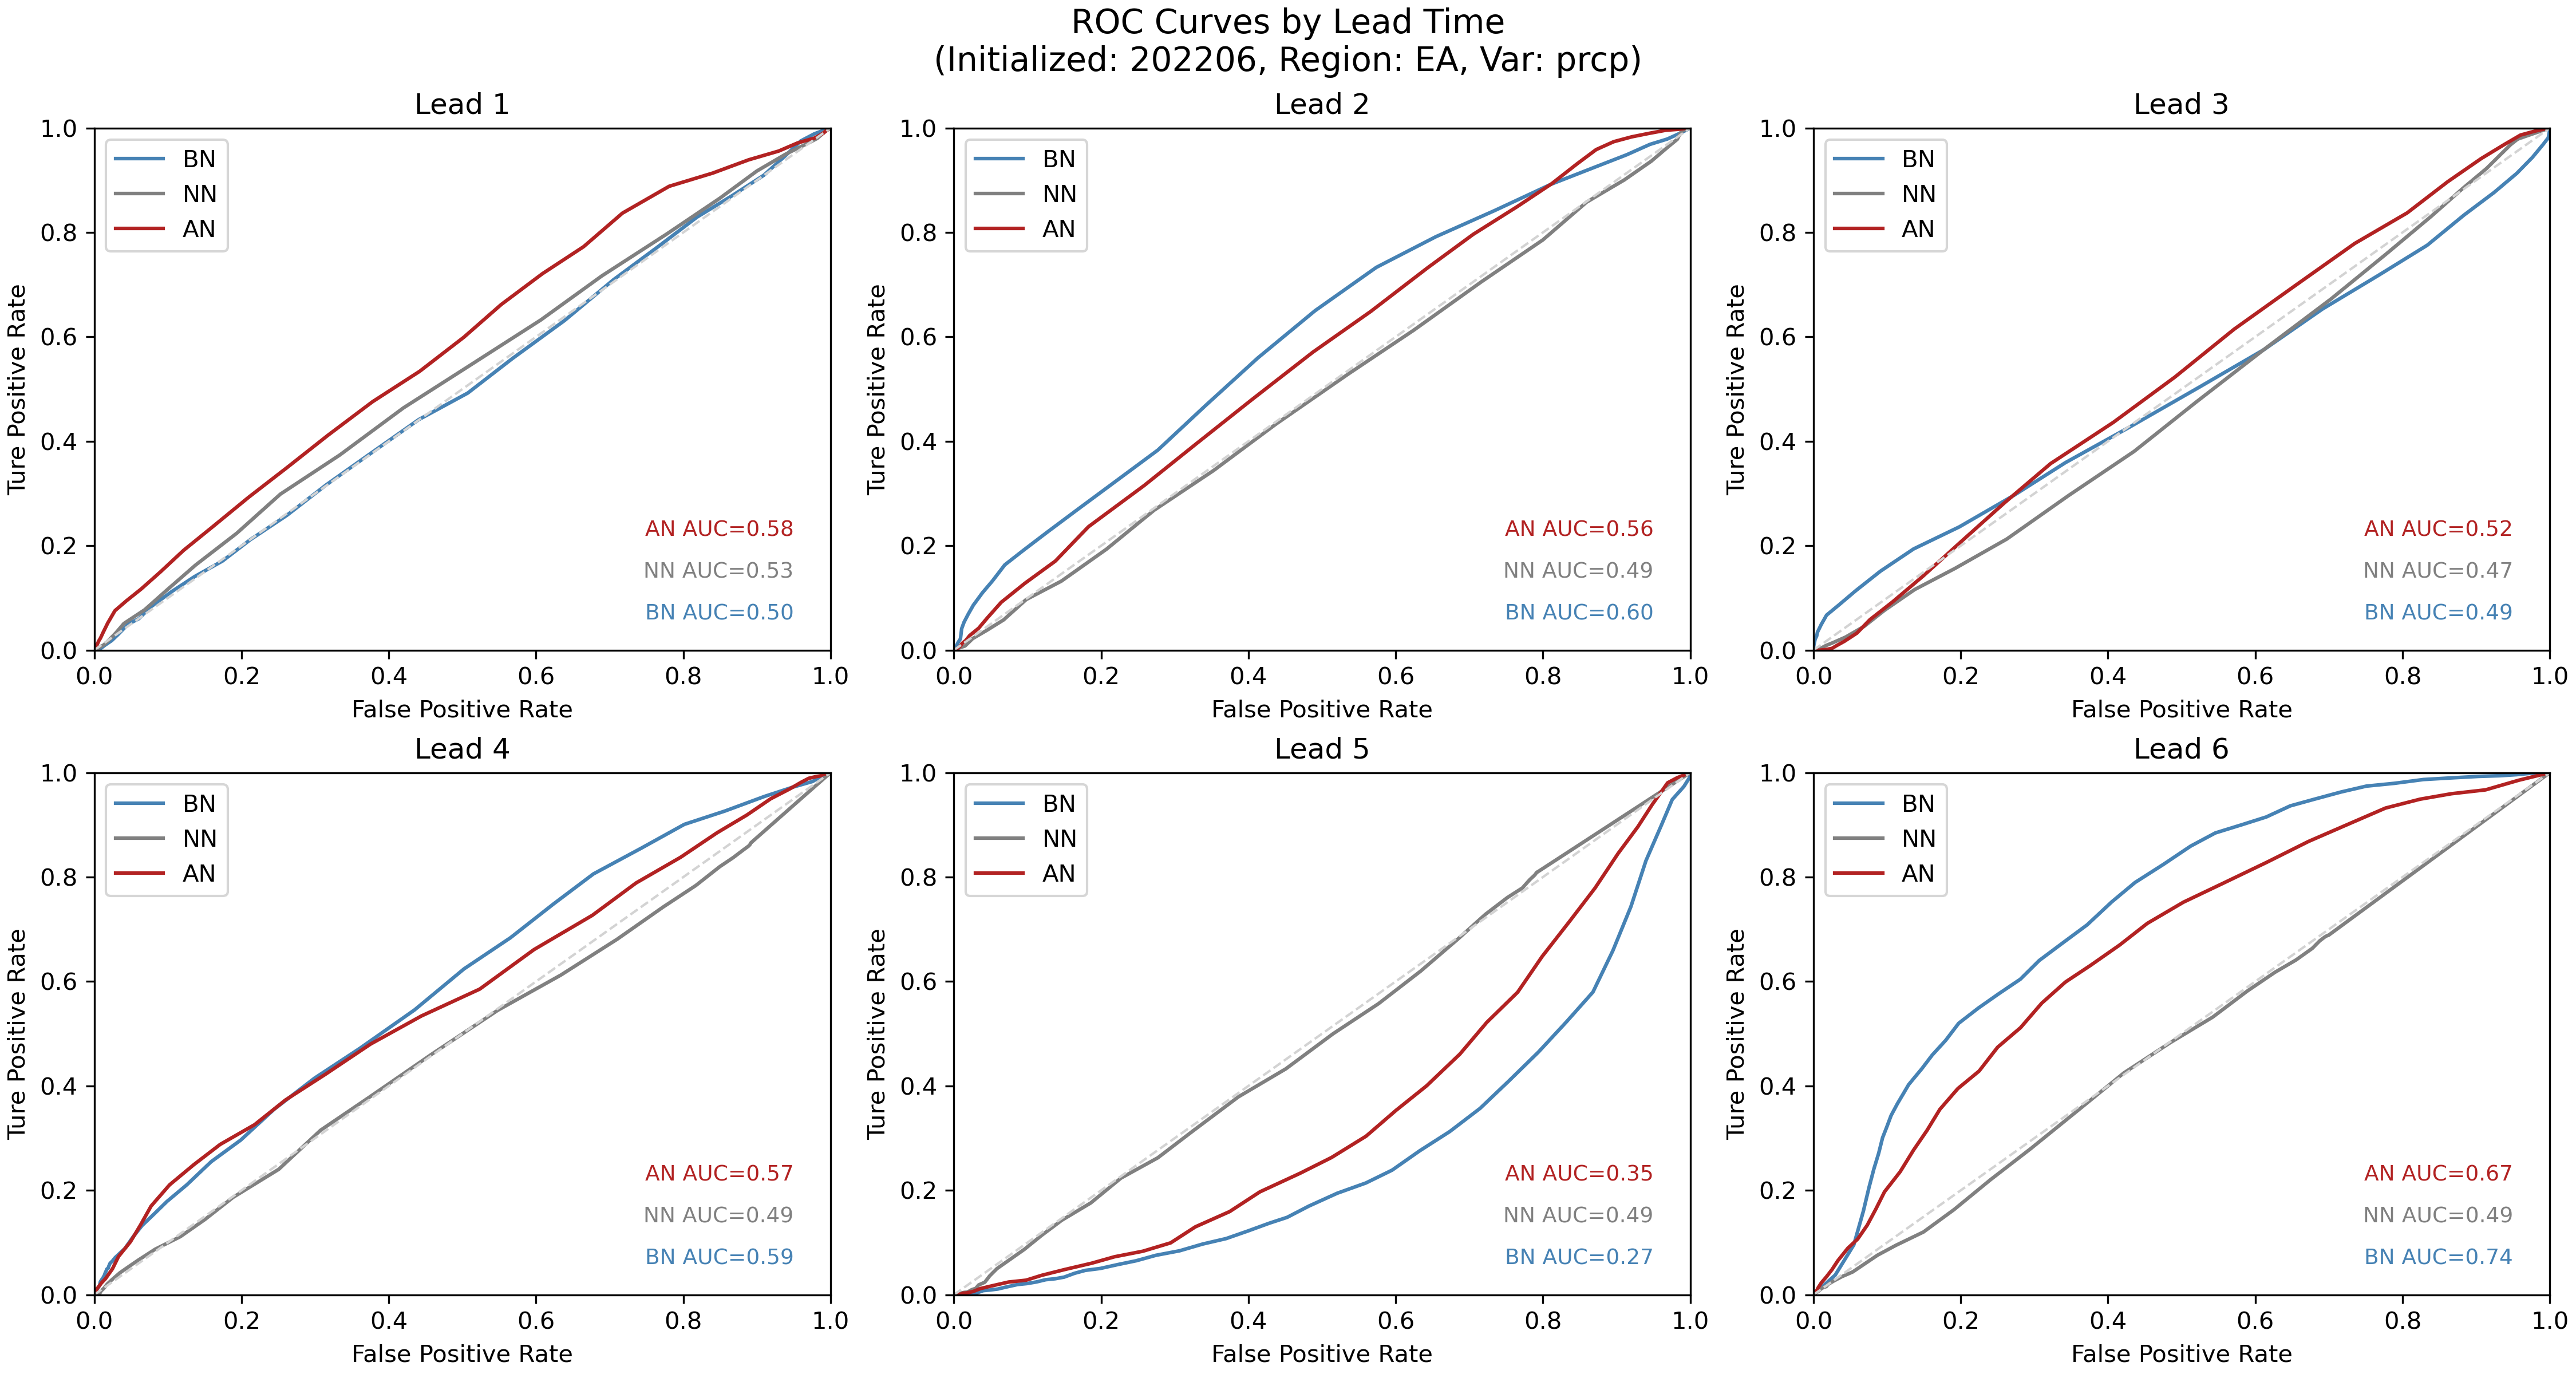 ROC Curves by Lead Time
(Initialized: 202206, Region: EA, Var: prcp)
Lead 1
1.0
0.8
0.6
0.4
0.2
0.0
Ture Positive Rate
BN
NN
AN
AN AUC=0.58
NN AUC=0.53
BN AUC=0.50
0.0 0.2 0.4 0.6 0.8 1.0
False Positive Rate
Lead 2
1.0
0.8
0.6
0.4
0.2
0.0
Ture Positive Rate
BN
NN
AN
AN AUC=0.56
NN AUC=0.49
BN AUC=0.60
0.0 0.2 0.4 0.6 0.8 1.0
False Positive Rate
Lead 3
1.0
0.8
0.6
0.4
0.2
0.0
Ture Positive Rate
BN
NN
AN
AN AUC=0.52
NN AUC=0.47
BN AUC=0.49
0.0 0.2 0.4 0.6 0.8 1.0
False Positive Rate
Lead 4
1.0
0.8
0.6
0.4
0.2
0.0
Ture Positive Rate
BN
NN
AN
AN AUC=0.57
NN AUC=0.49
BN AUC=0.59
0.0 0.2 0.4 0.6 0.8 1.0
False Positive Rate
Lead 5
1.0
0.8
0.6
0.4
0.2
0.0
Ture Positive Rate
BN
NN
AN
AN AUC=0.35
NN AUC=0.49
BN AUC=0.27
0.0 0.2 0.4 0.6 0.8 1.0
False Positive Rate
Lead 6
1.0
0.8
0.6
0.4
0.2
0.0
Ture Positive Rate
BN
NN
AN
AN AUC=0.67
NN AUC=0.49
BN AUC=0.74
0.0 0.2 0.4 0.6 0.8 1.0
False Positive Rate